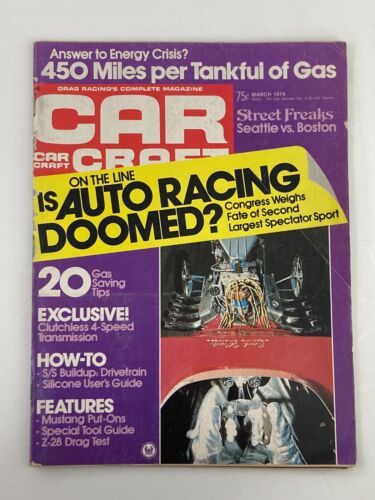 Answer to Energy Crisis?
450 Miles per Tankful of Gas
DRAG RACING'S COMPLETE MAGAZINE
75¢ MARCH 1974
CAR CRAFT
CAR
CRAFT
Street Freaks
Seattle vs. Boston
ON THE LINE
IS AUTO RACING
DOOMED?
Congress Weighs
Fate of Second
Largest Spectator Sport
20 Gas
Saving
Tips
EXCLUSIVE!
Clutchless 4-Speed
Transmission
HOW-TO
- S/S Buildup: Drivetrain
- Silicone User's Guide
FEATURES
- Mustang Put-Ons
- Special Tool Guide
- Z-28 Drag Test